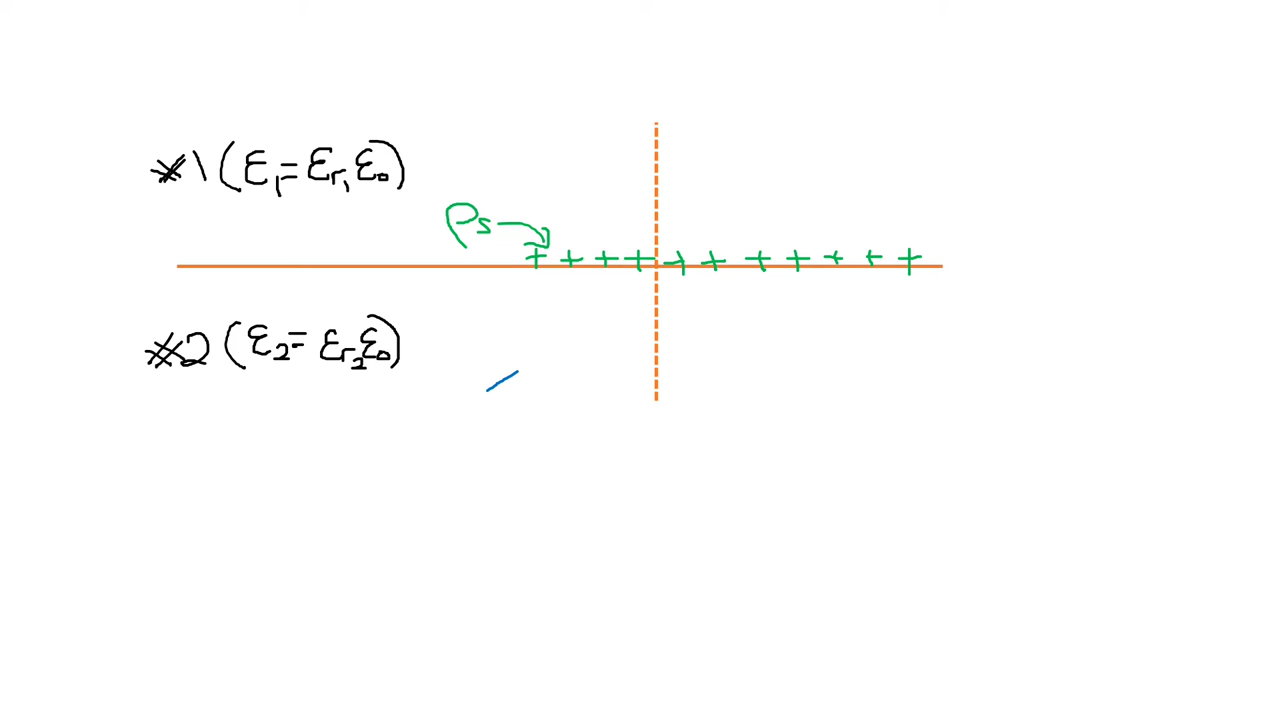 #1 (ε₁ = εr₁ ε₀)
ρs
+ + + + + + + + + + +
#2 (ε₂ = εr₂ ε₀)